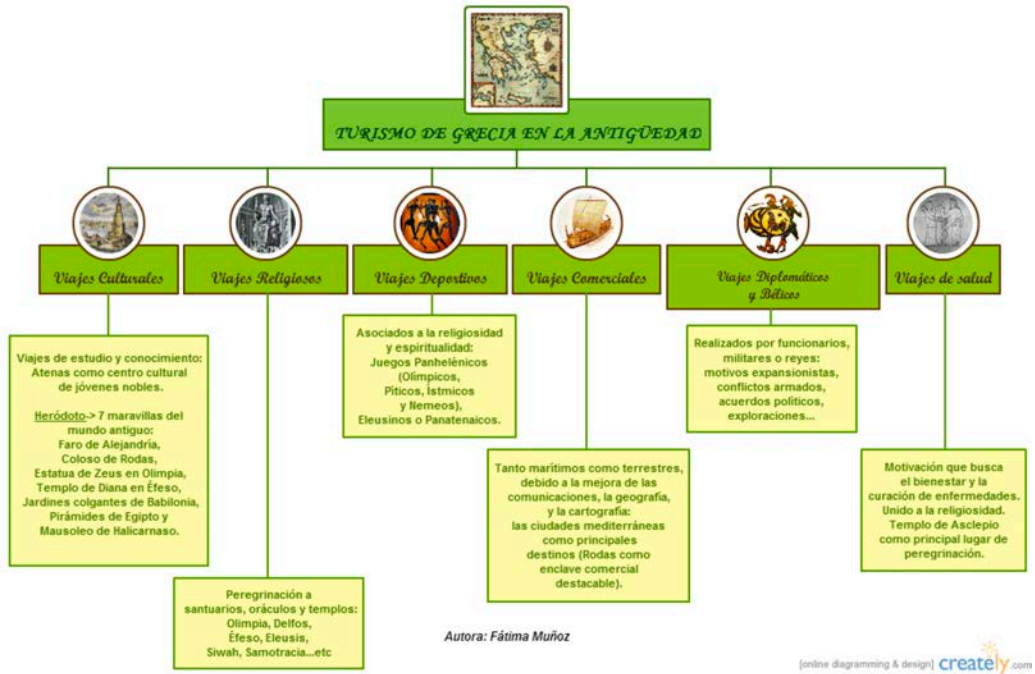 TURISMO DE GRECIA EN LA ANTIGÜEDAD
Viajes Culturales
Viajes Religiosos
Viajes Deportivos
Viajes Comerciales
Viajes Diplomáticos
y Bélicos
Viajes de salud
Viajes de estudio y conocimiento:
Atenas como centro cultural
de jóvenes nobles.
Heródoto-> 7 maravillas del
mundo antiguo:
Faro de Alejandría,
Coloso de Rodas,
Estatua de Zeus en Olimpia,
Templo de Diana en Éfeso,
Jardines colgantes de Babilonia,
Pirámides de Egipto y
Mausoleo de Halicarnaso.
Peregrinación a
santuarios, oráculos y templos:
Olimpia, Delfos,
Éfeso, Eleusis,
Siwah, Samotracia...etc
Asociados a la religiosidad
y espiritualidad:
Juegos Panhelénicos
(Olímpicos,
Píticos, Ístmicos
y Nemeos),
Eleusinos o Panatenaicos.
Tanto marítimos como terrestres,
debido a la mejora de las
comunicaciones, la geografía,
y la cartografía:
las ciudades mediterráneas
como principales
destinos (Rodas como
enclave comercial
destacable).
Realizados por funcionarios,
militares o reyes:
motivos expansionistas,
conflictos armados,
acuerdos políticos,
exploraciones...
Motivación que busca
el bienestar y la
curación de enfermedades.
Unido a la religiosidad.
Templo de Asclepio
como principal lugar de
peregrinación.
Autora: Fátima Muñoz
[online diagramming & design] creately.com